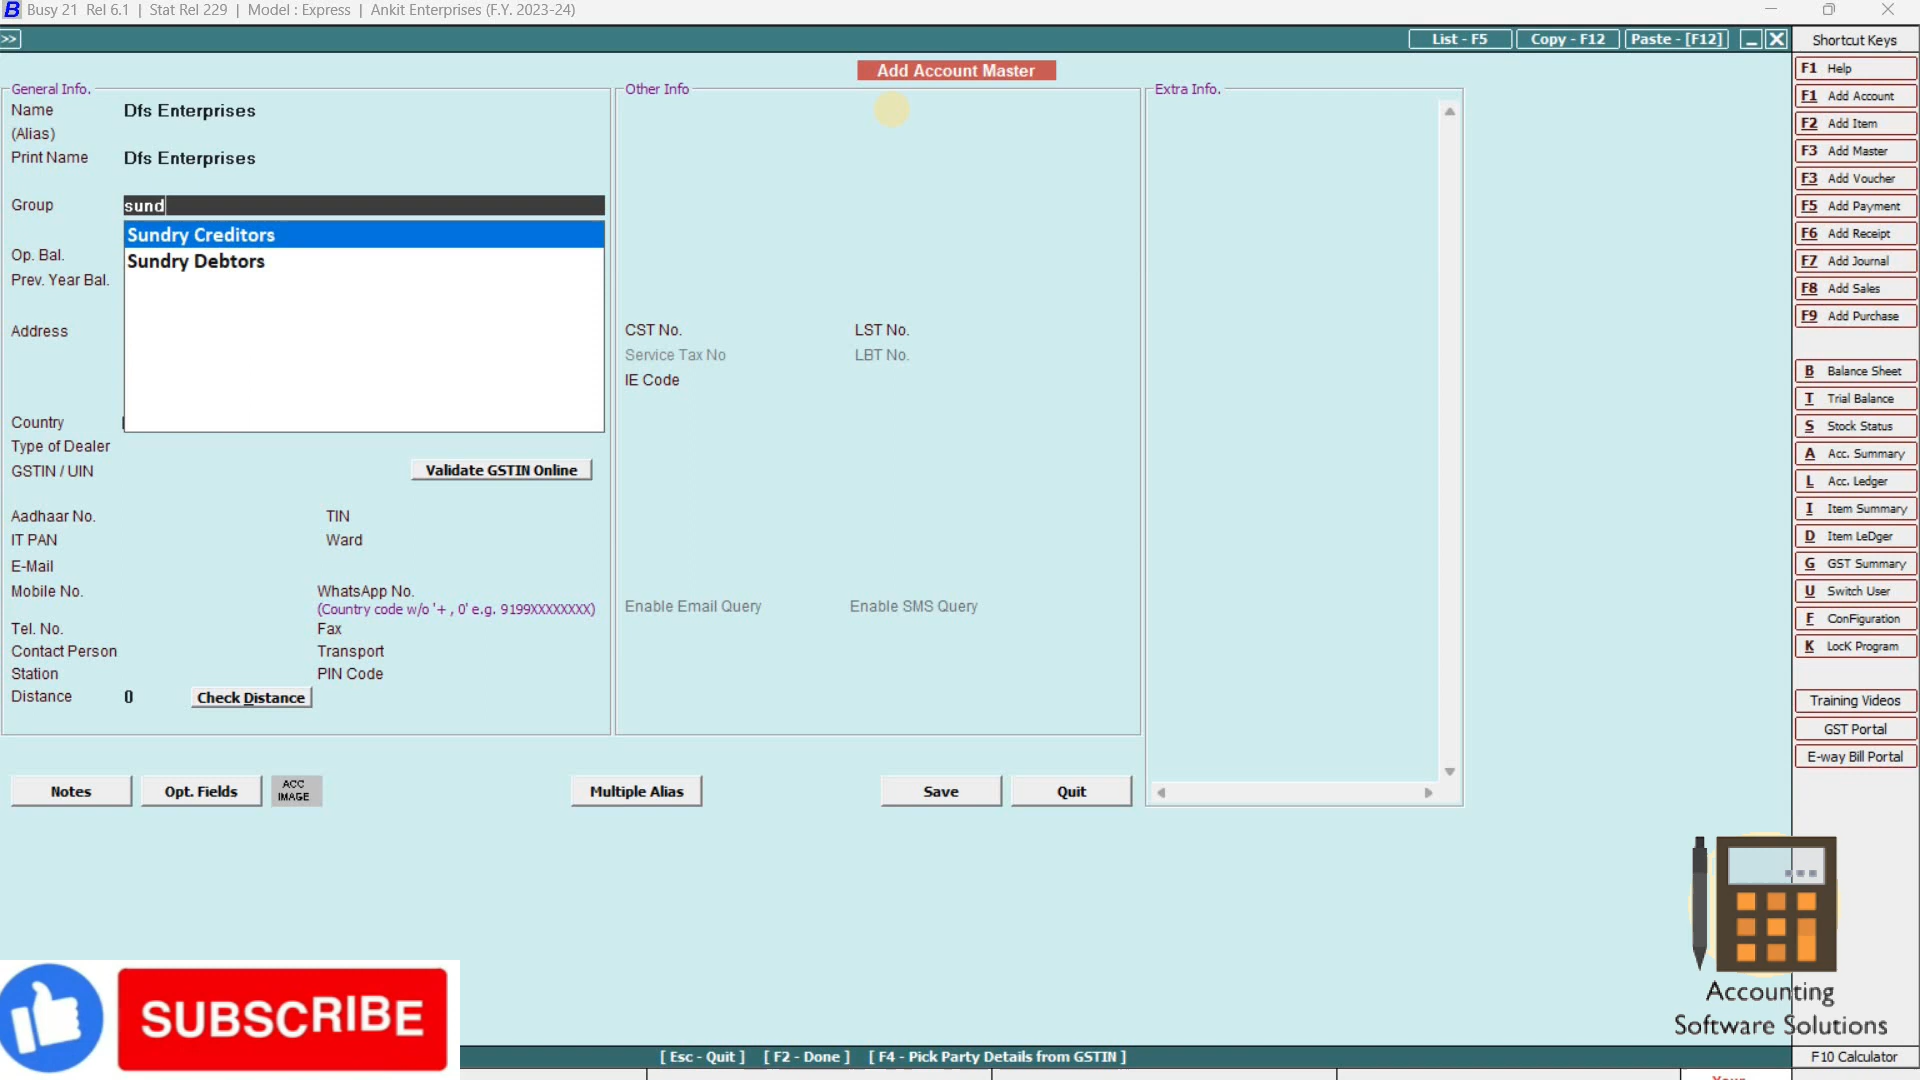 B Busy 21 Rel 6.1 | Stat Rel 229 | Model : Express | Ankit Enterprises (F.Y. 2023-24)
>> List - F5 Copy - F12 Paste - [F12] Shortcut Keys
Add Account Master
General Info. Other Info Extra Info.
Name Dfs Enterprises
(Alias)
Print Name Dfs Enterprises
Group sund
Sundry Creditors
Sundry Debtors
Op. Bal.
Prev. Year Bal.
Address
Country
Type of Dealer
GSTIN / UIN Validate GSTIN Online
Aadhaar No. TIN
IT PAN Ward
E-Mail
Mobile No. WhatsApp No.
(Country code w/o '+ , 0' e.g. 9199XXXXXXXX)
Tel. No. Fax
Contact Person Transport
Station PIN Code
Distance 0 Check Distance
CST No. LST No.
Service Tax No LBT No.
IE Code
Enable Email Query Enable SMS Query
Notes Opt. Fields ACC IMAGE Multiple Alias Save Quit
F1 Help
F1 Add Account
F2 Add Item
F3 Add Master
F3 Add Voucher
F5 Add Payment
F6 Add Receipt
F7 Add Journal
F8 Add Sales
F9 Add Purchase
B Balance Sheet
T Trial Balance
S Stock Status
A Acc. Summary
L Acc. Ledger
I Item Summary
D Item LeDger
G GST Summary
U Switch User
F ConFiguration
K LocK Program
Training Videos
GST Portal
E-way Bill Portal
SUBSCRIBE
Accounting
Software Solutions
[ Esc - Quit ] [ F2 - Done ] [ F4 - Pick Party Details from GSTIN ]
F10 Calculator